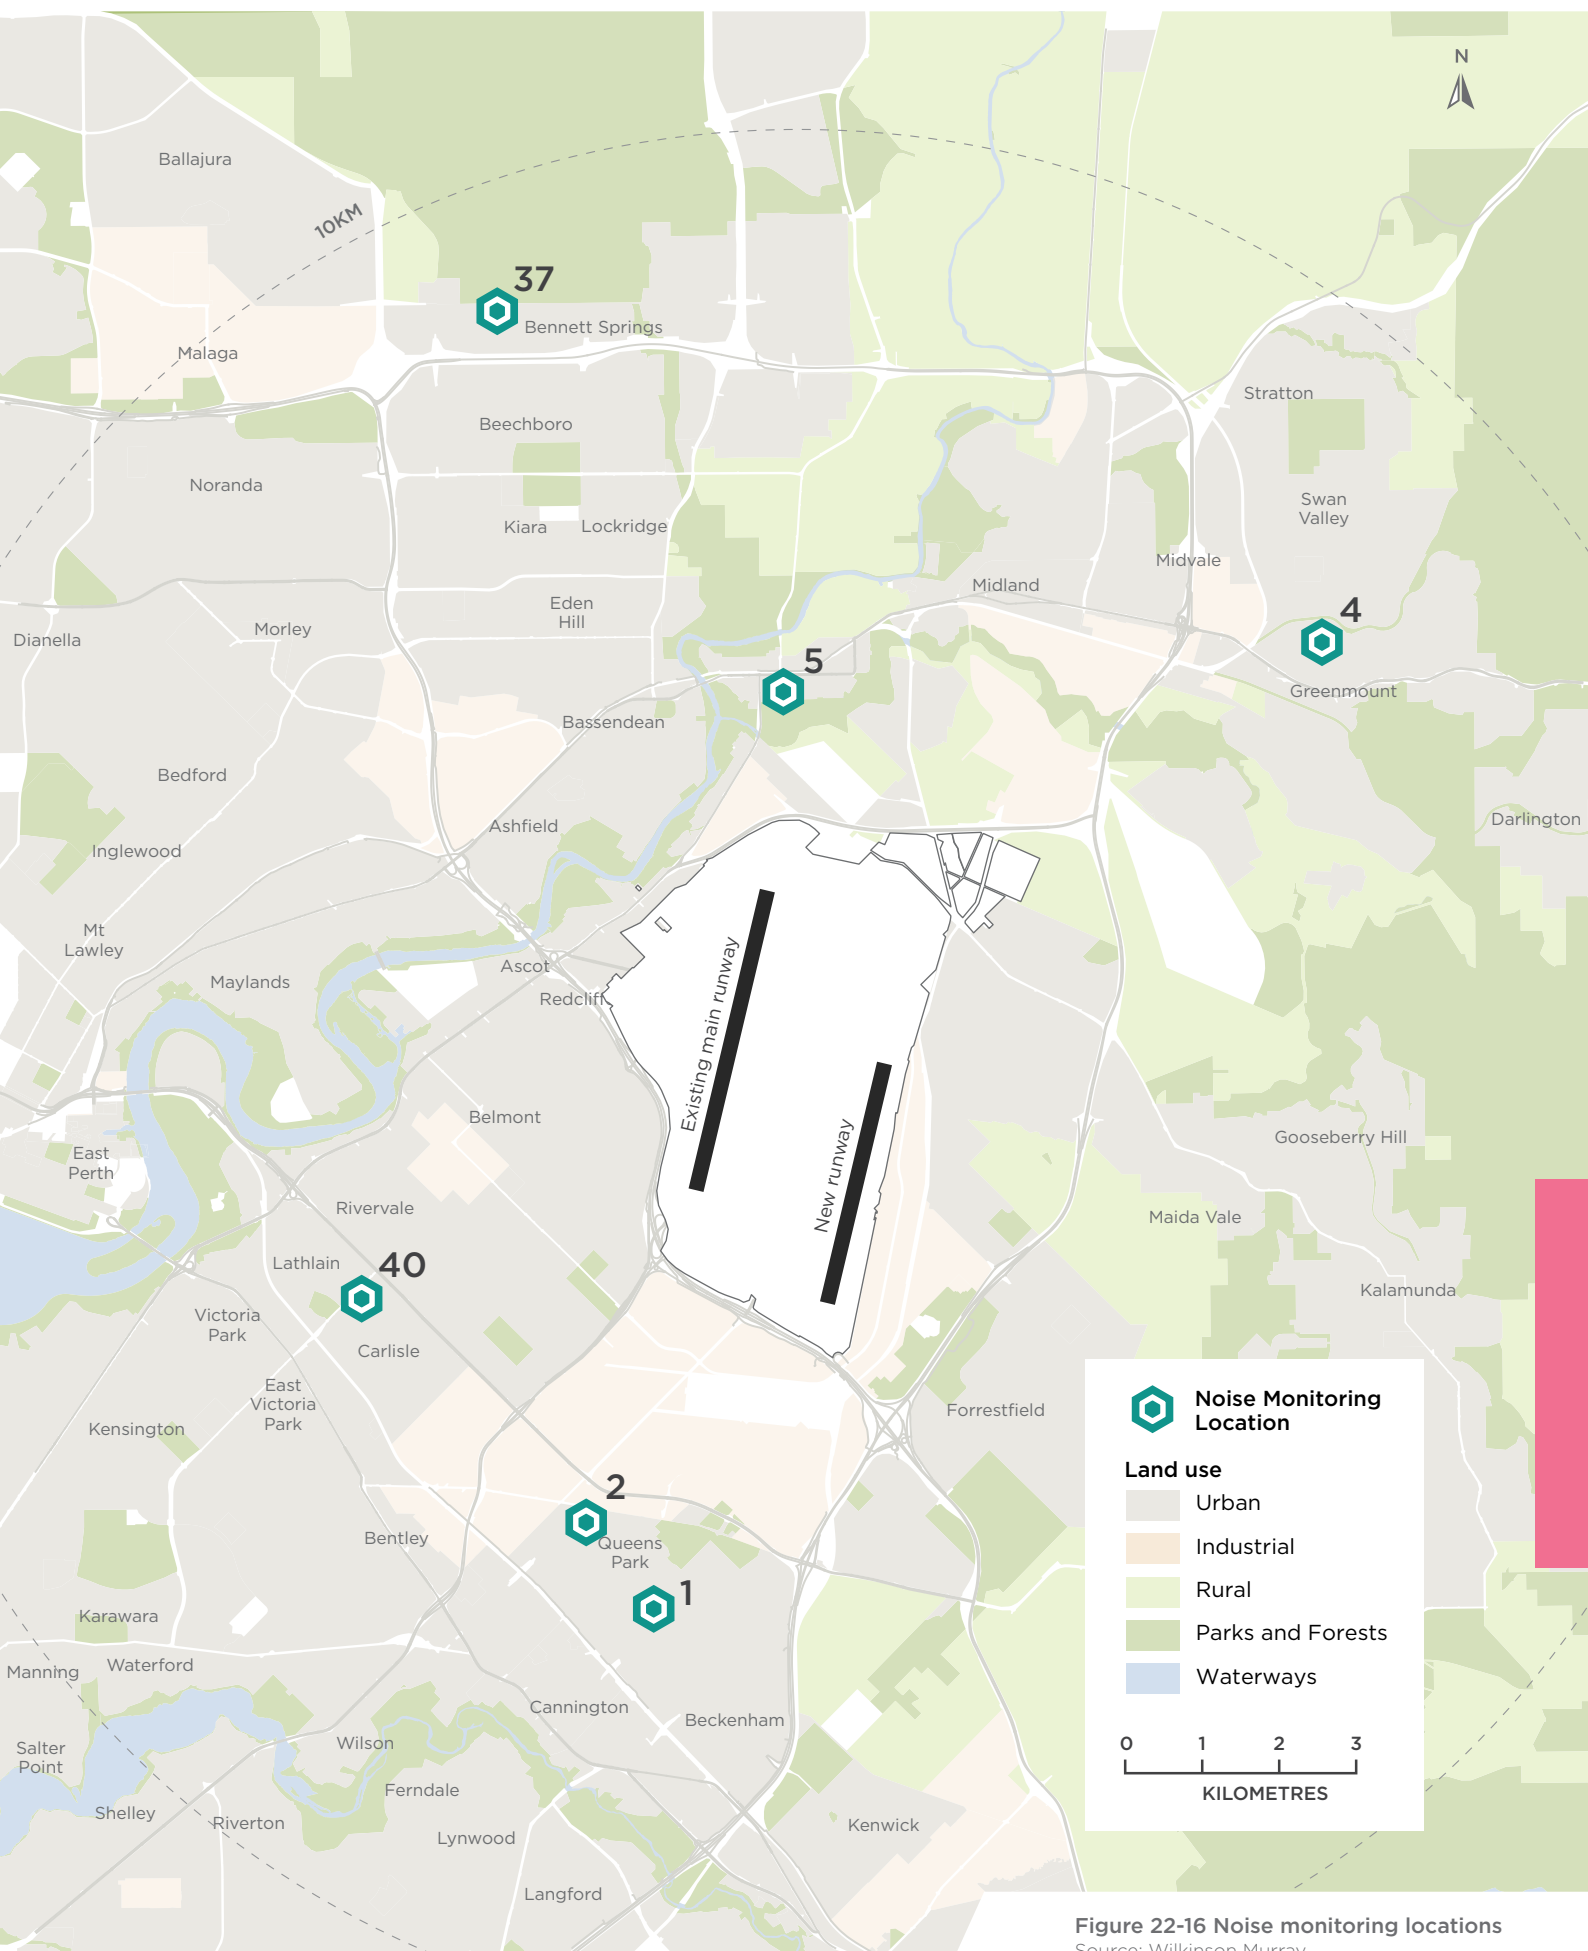 N
Ballajura
10KM
37
Bennett Springs
Malaga
Stratton
Beechboro
Noranda
Swan
Valley
Kiara
Lockridge
Midvale
Midland
Eden
Hill
4
Morley
Dianella
5
Greenmount
Bassendean
Bedford
Darlington
Ashfield
Inglewood
Mt
Lawley
Ascot
Maylands
Redcliff
Existing main runway
Belmont
Gooseberry Hill
East
Perth
New runway
Rivervale
Maida Vale
Lathlain
40
Kalamunda
Victoria
Park
Carlisle
East
Victoria
Park
Kensington
Forrestfield
Noise Monitoring
Location
Land use
Urban
Industrial
Rural
Parks and Forests
Waterways
0 1 2 3
KILOMETRES
2
Queens
Park
Bentley
1
Karawara
Manning
Waterford
Cannington
Beckenham
Salter
Point
Wilson
Ferndale
Shelley
Riverton
Lynwood
Kenwick
Langford
Figure 22-16 Noise monitoring locations
Source: Wilkinson Murray